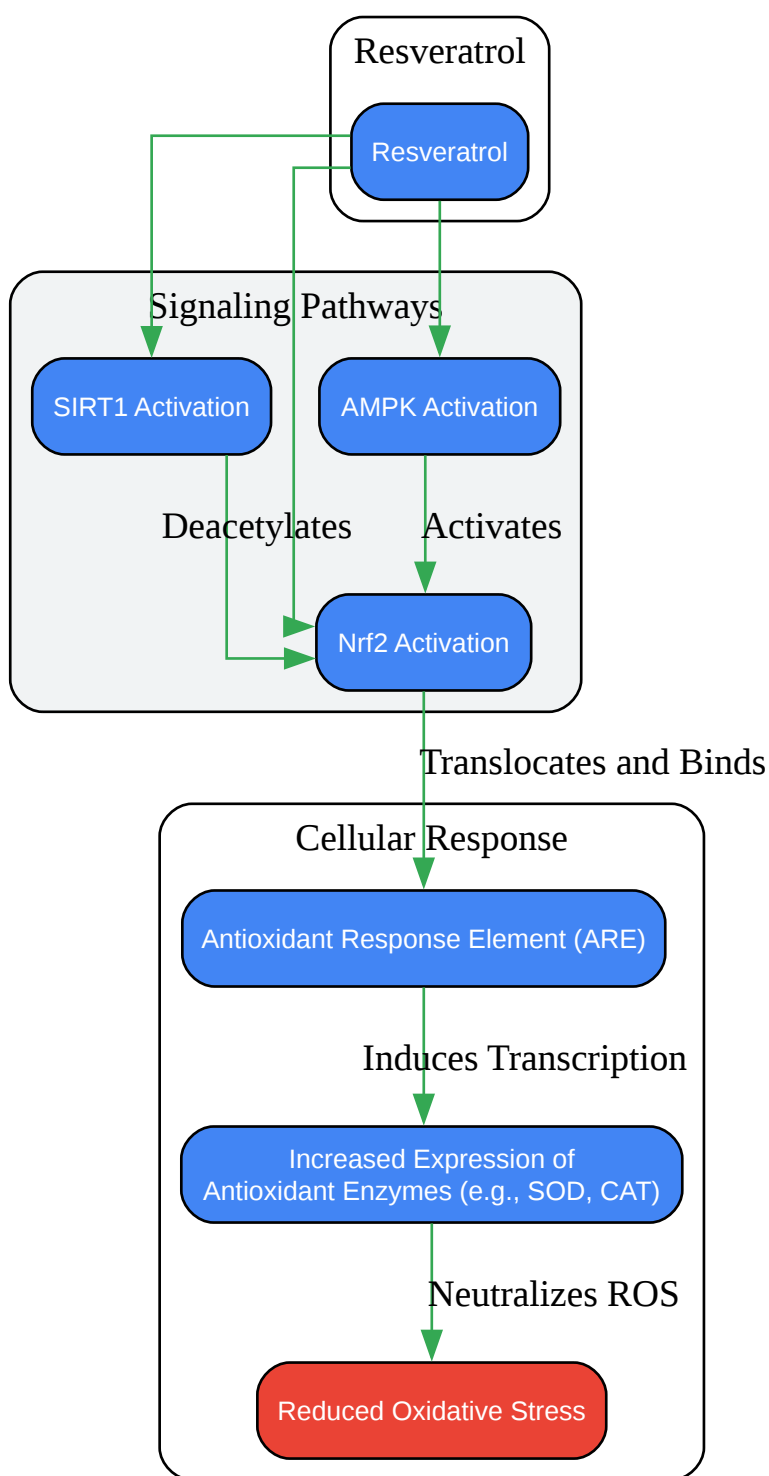 Resveratrol
Resveratrol
Signaling Pathways
SIRT1 Activation
AMPK Activation
Deacetylates
Activates
Nrf2 Activation
Translocates and Binds
Cellular Response
Antioxidant Response Element (ARE)
Induces Transcription
Increased Expression of
Antioxidant Enzymes (e.g., SOD, CAT)
Neutralizes ROS
Reduced Oxidative Stress